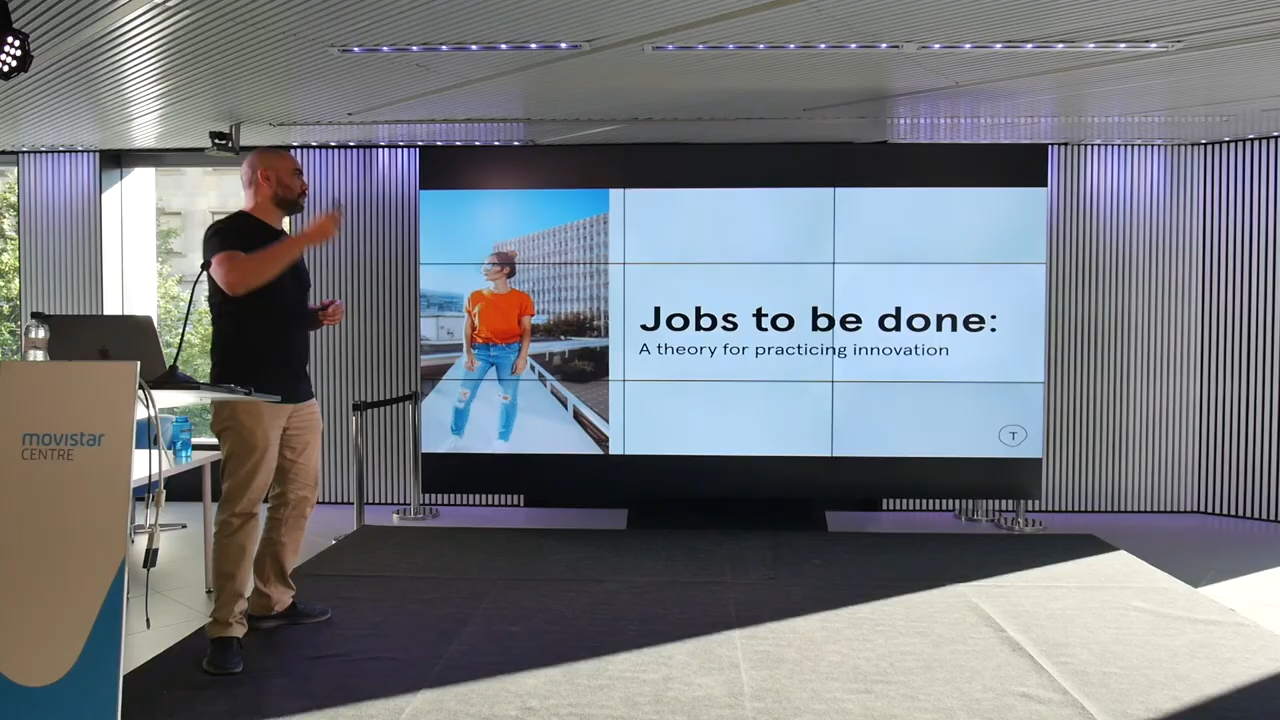 Jobs to be done:
A theory for practicing innovation
T
movistar
CENTRE